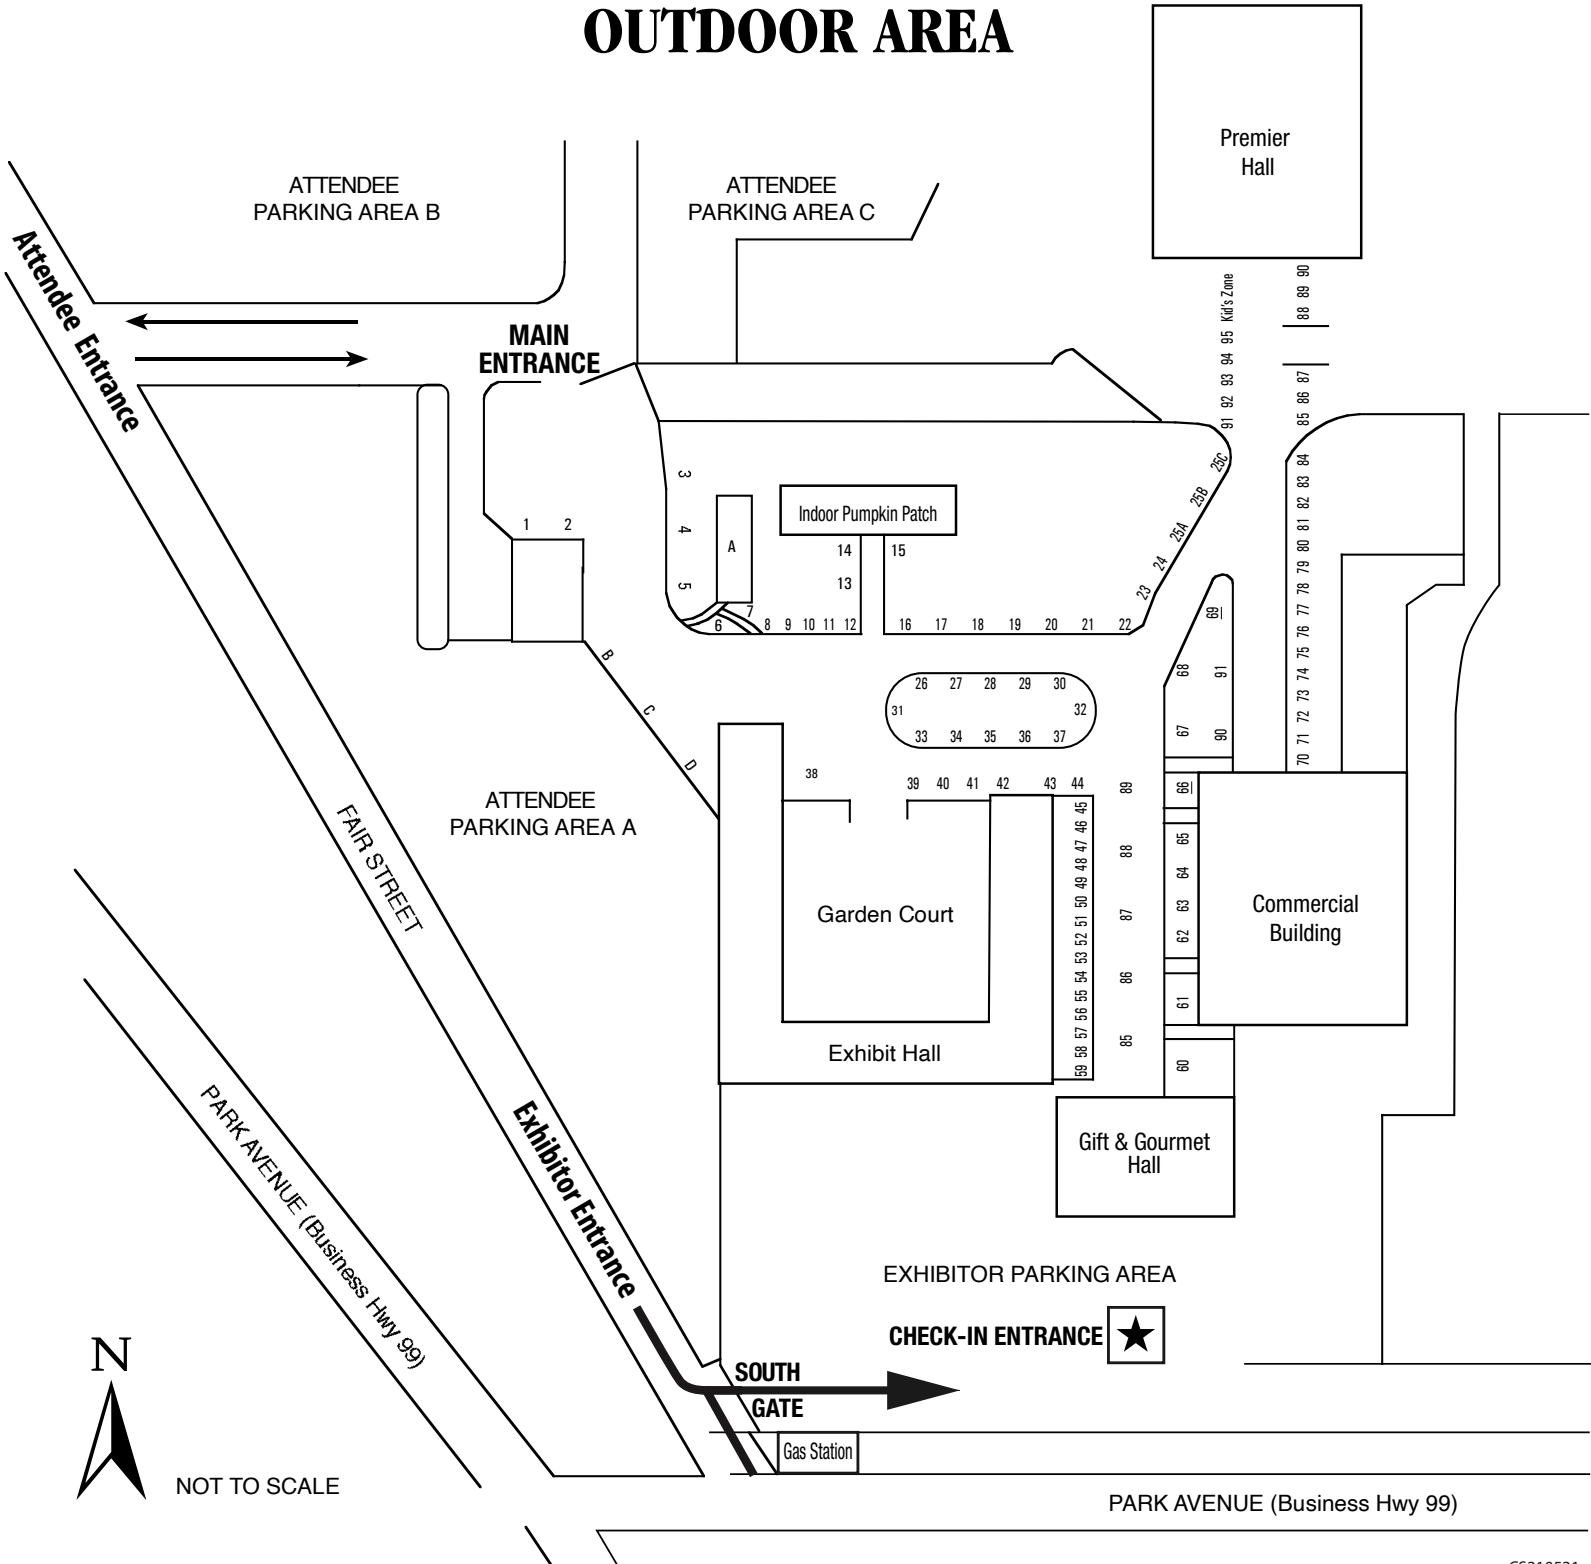 OUTDOOR AREA
Premier
Hall
ATTENDEE
PARKING AREA B
ATTENDEE
PARKING AREA C
Attendee Entrance
MAIN
ENTRANCE
88 89 90
91 92 93 94 95 Kid's Zone
85 86 87
25C
25B
25A
24
23
3
4
5
A
Indoor Pumpkin Patch
1 2
14 15
13
6 7 8 9 10 11 12
16 17 18 19 20 21 22
B
C
D
26 27 28 29 30
31 32
33 34 35 36 37
69
68 91
67 90
66
65
64
63
62
61
60
70 71 72 73 74 75 76 77 78 79 80 81 82 83 84
38
39 40 41 42 43 44
45
46
47
48
49
50
51
52
53
54
55
56
57
58
59
89
88
87
86
85
ATTENDEE
PARKING AREA A
FAIR STREET
Garden Court
Commercial
Building
Exhibit Hall
Gift & Gourmet
Hall
Exhibitor Entrance
PARK AVENUE (Business Hwy 99)
EXHIBITOR PARKING AREA
CHECK-IN ENTRANCE
SOUTH
GATE
Gas Station
N
NOT TO SCALE
PARK AVENUE (Business Hwy 99)